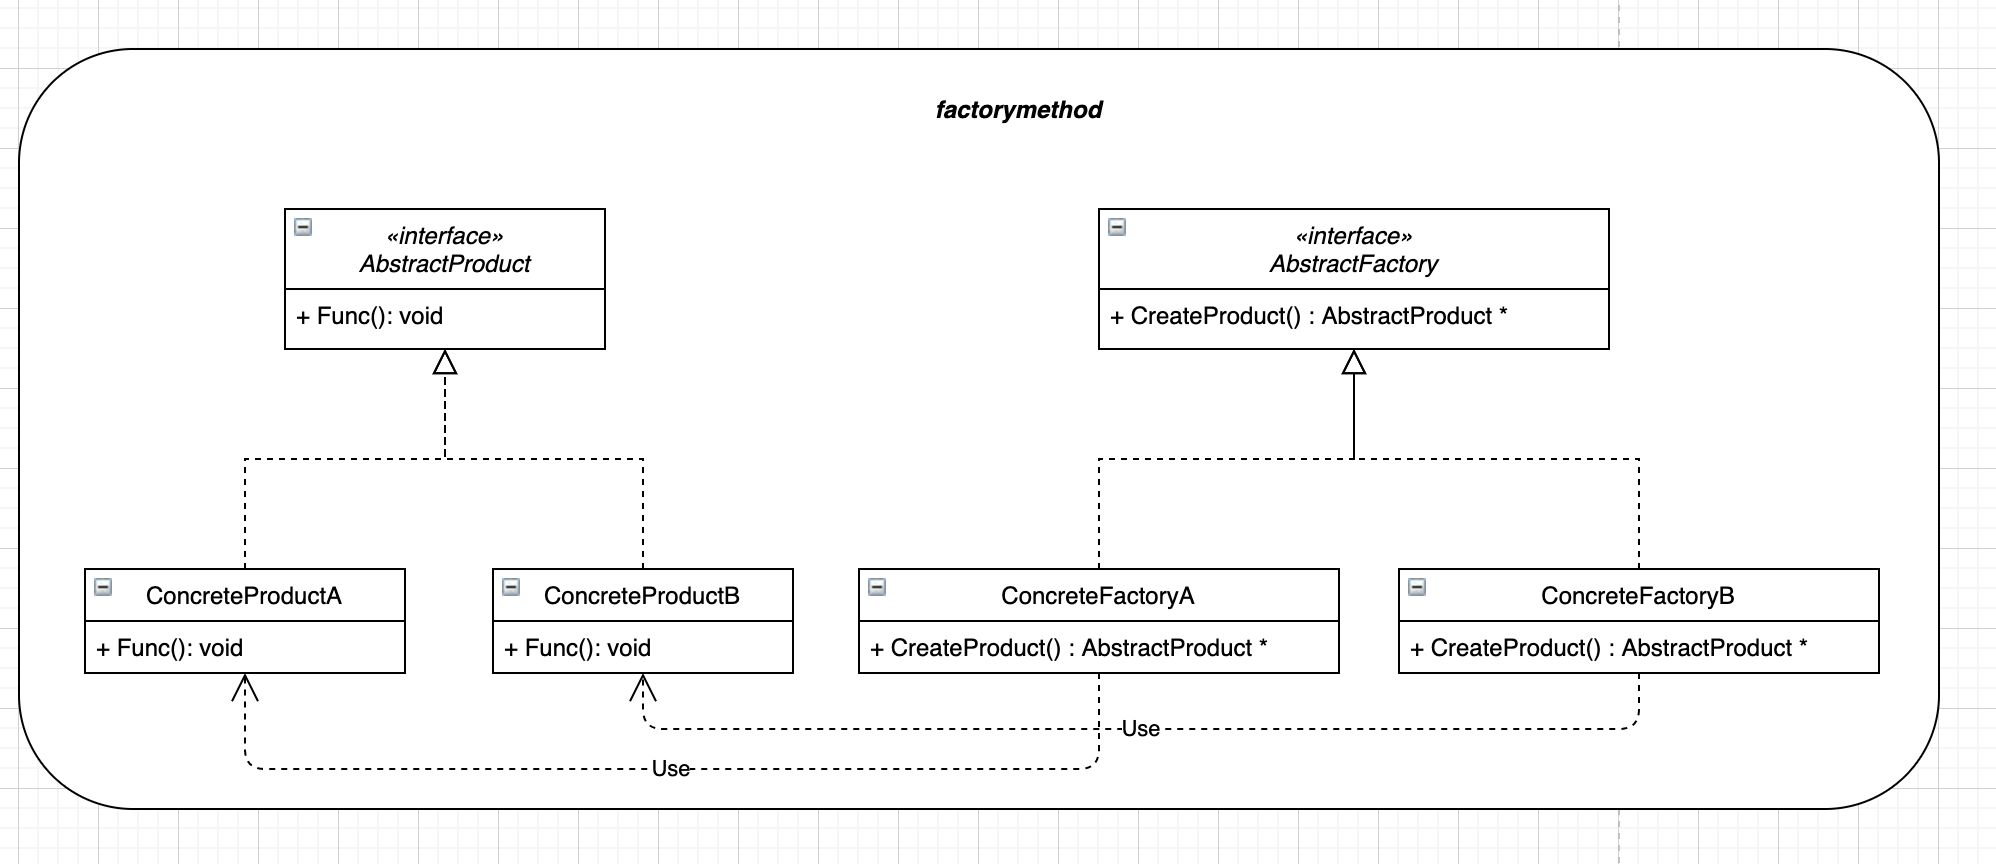 factorymethod
«interface»
AbstractProduct
+ Func(): void
«interface»
AbstractFactory
+ CreateProduct() : AbstractProduct *
ConcreteProductA
+ Func(): void
ConcreteProductB
+ Func(): void
ConcreteFactoryA
+ CreateProduct() : AbstractProduct *
ConcreteFactoryB
+ CreateProduct() : AbstractProduct *
Use
Use